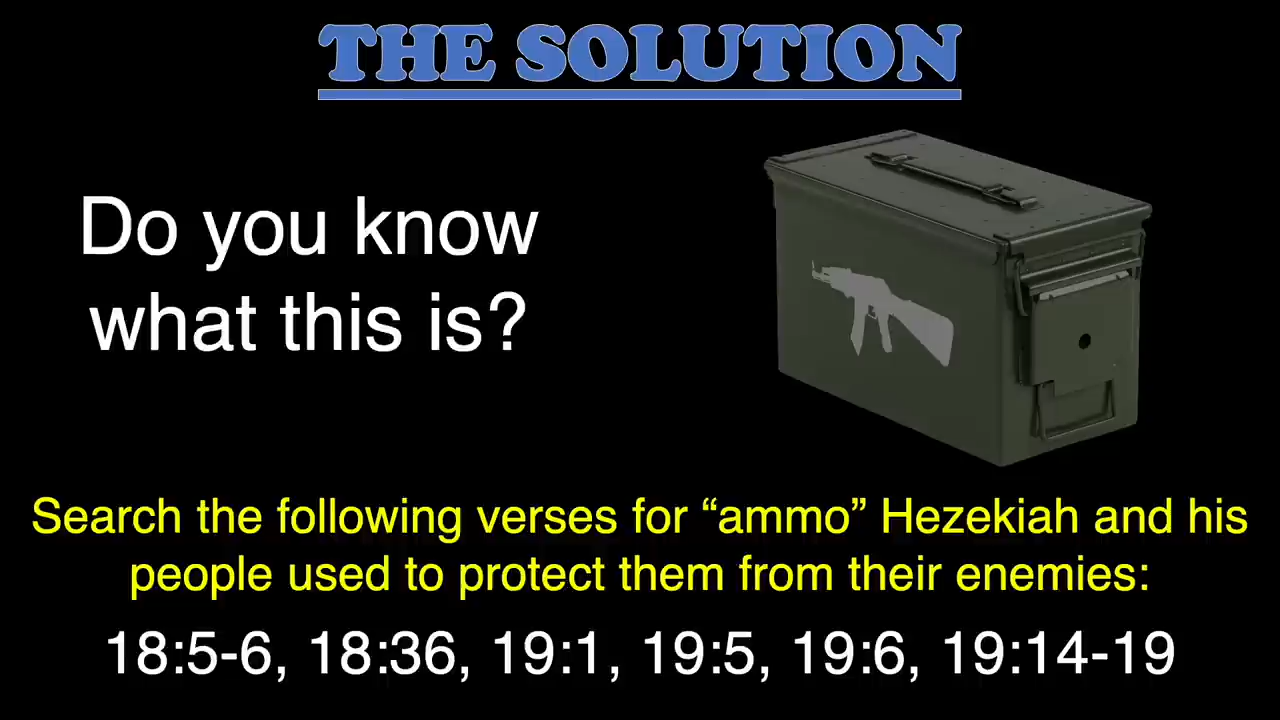 THE SOLUTION
Do you know
what this is?
Search the following verses for “ammo” Hezekiah and his
people used to protect them from their enemies:
18:5-6, 18:36, 19:1, 19:5, 19:6, 19:14-19